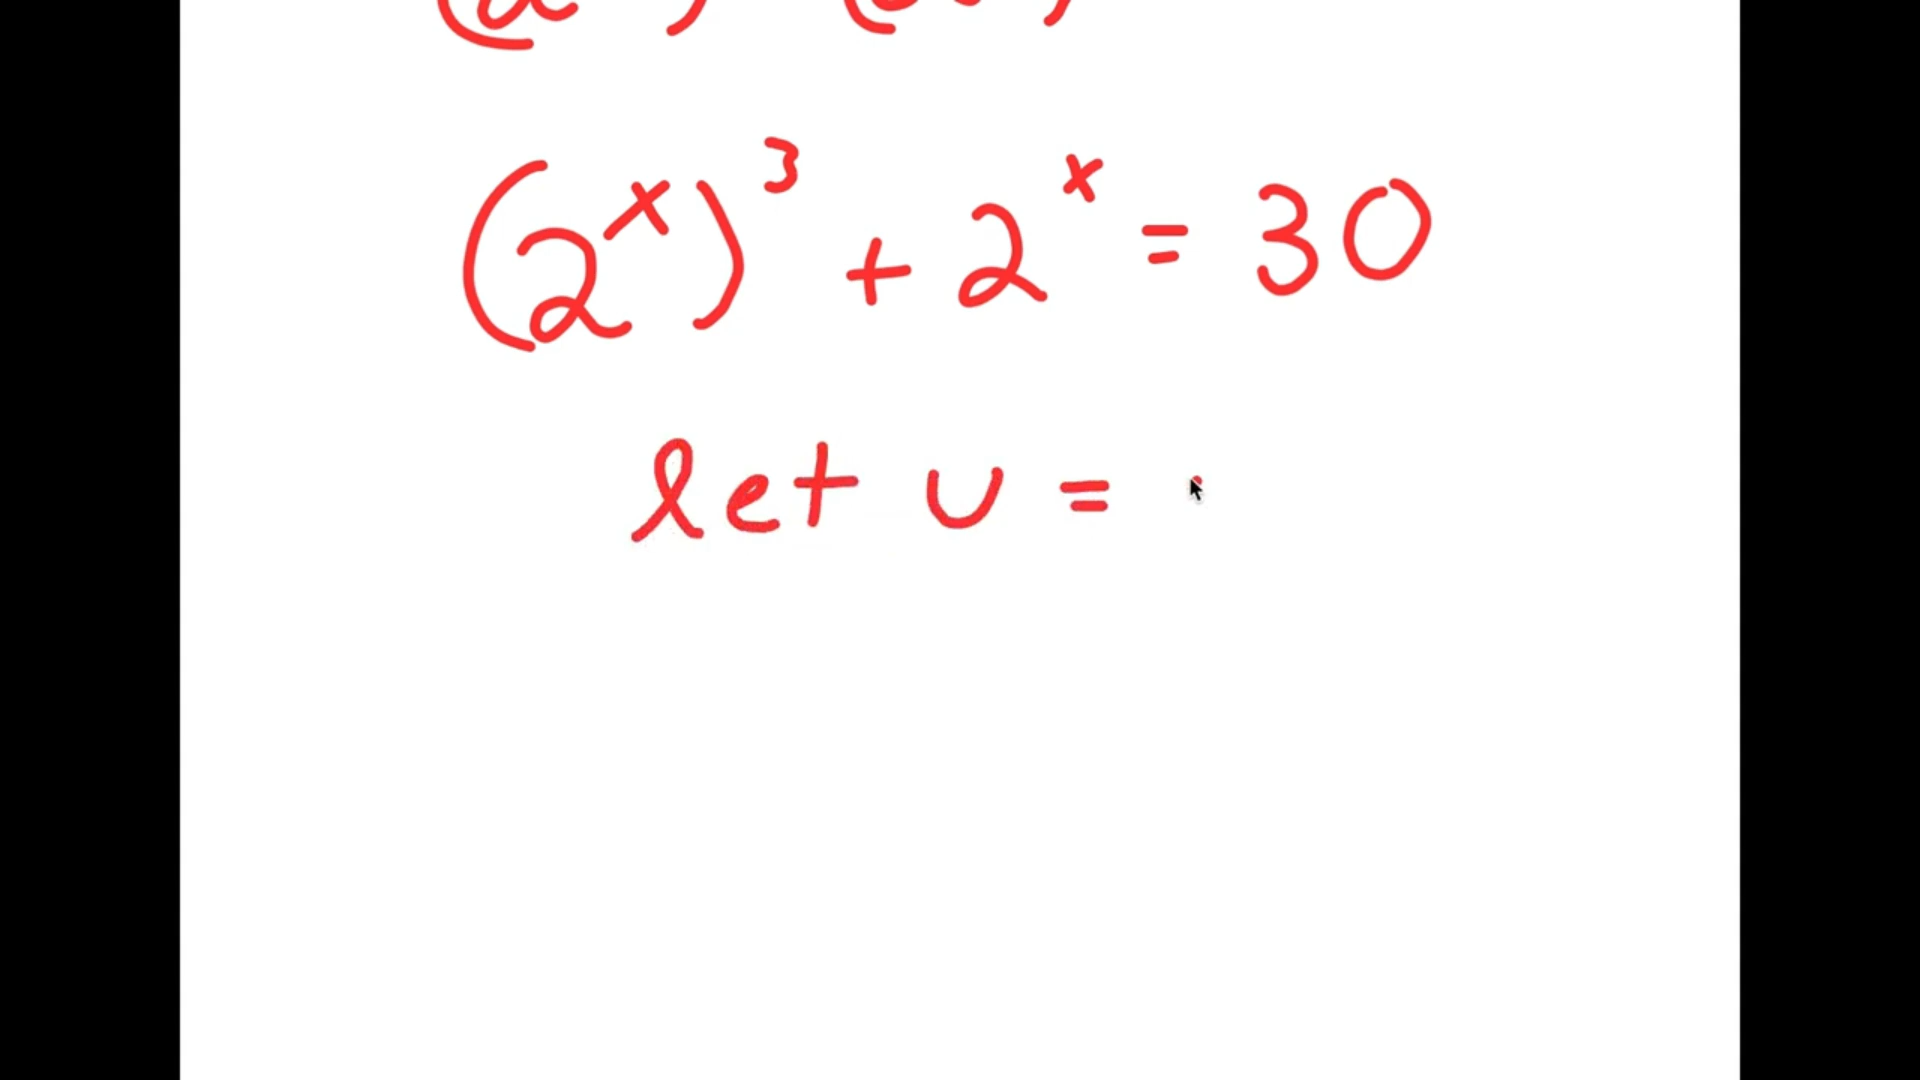 (2^x)^3 + 2^x = 30
let u =